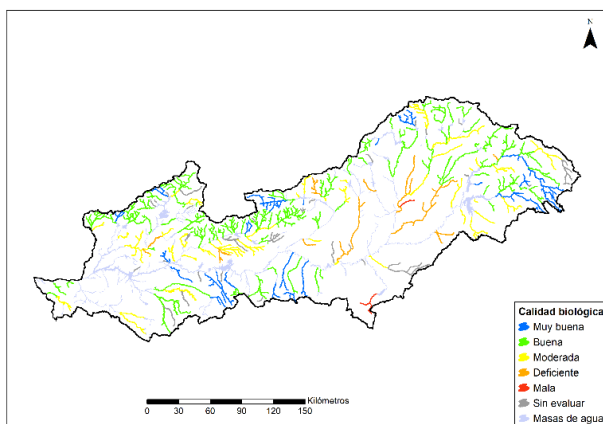 N
Calidad biológica
Muy buena
Buena
Moderada
Deficiente
Mala
Sin evaluar
Masas de agua
Kilómetros
0 30 60 90 120 150